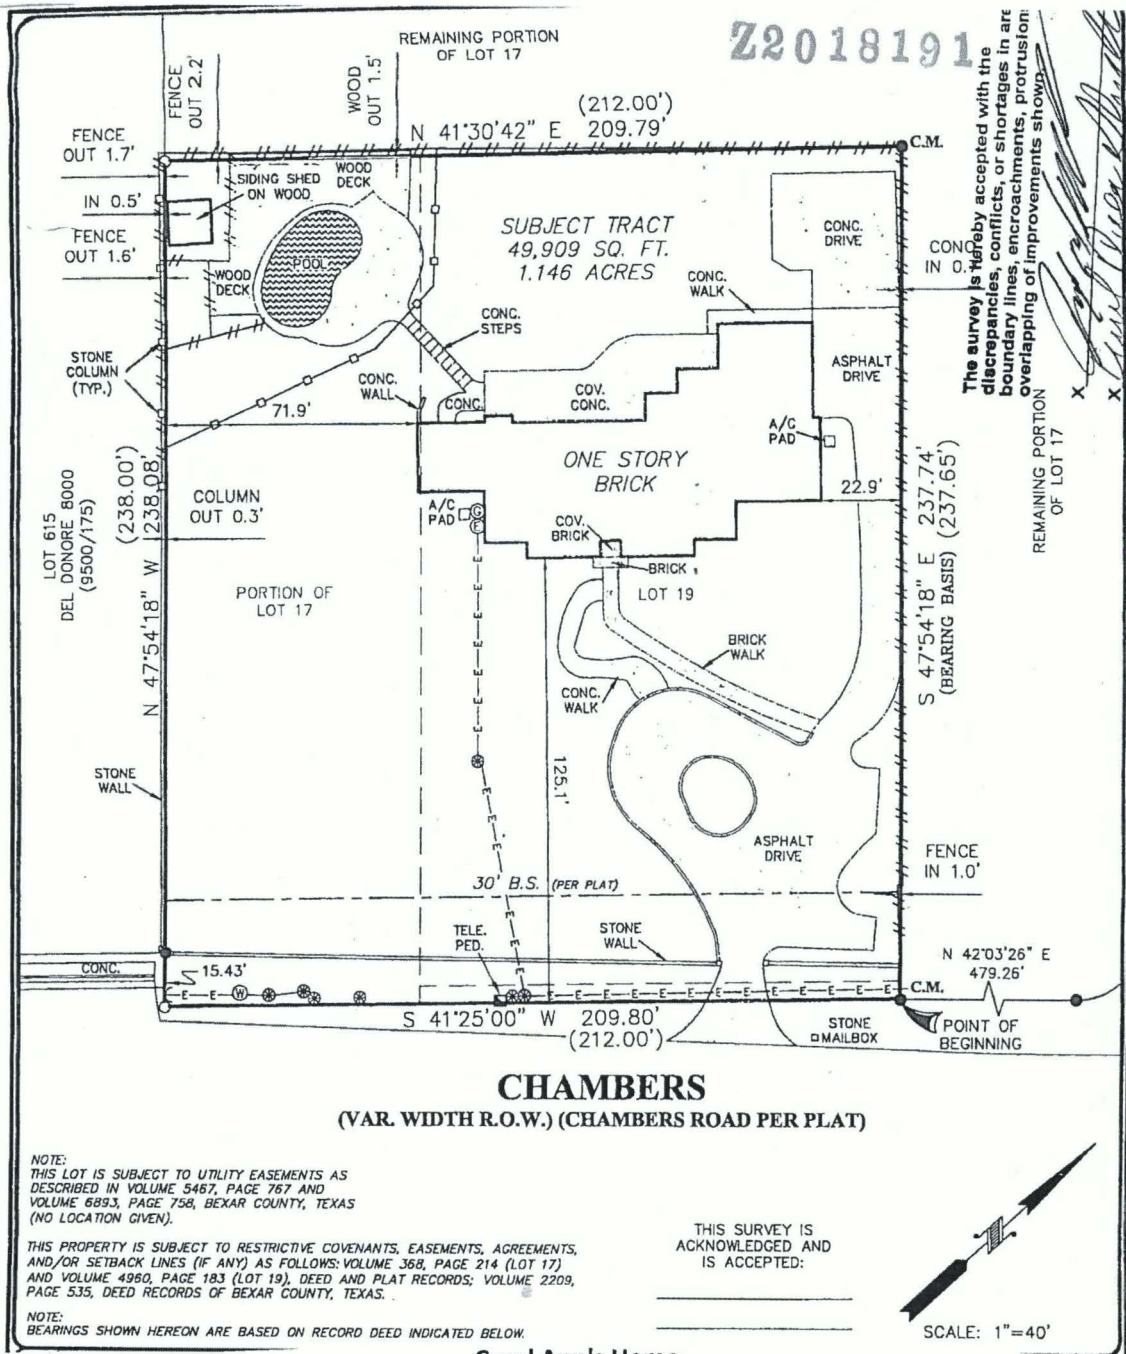 Z2018191
REMAINING PORTION
OF LOT 17
FENCE
OUT 2.2'
WOOD
OUT 1.5'
(212.00')
N 41°30'42" E 209.79'
C.M.
FENCE
OUT 1.7'
IN 0.5'
FENCE
OUT 1.6'
SIDING SHED
ON WOOD
WOOD
DECK
POOL
WOOD
DECK
SUBJECT TRACT
49,909 SQ. FT.
1.146 ACRES
CONC.
DRIVE
CONC.
WALK
CONC
IN 0.
The survey is hereby accepted with the
discrepancies, conflicts, or shortages in are
boundary lines, encroachments, protrusion
overlapping of improvements shown.
X
X
CONC.
STEPS
STONE
COLUMN
(TYP.)
CONC.
WALL
CONC.
COV.
CONC.
ASPHALT
DRIVE
71.9'
A/C
PAD
REMAINING PORTION
OF LOT 17
ONE STORY
BRICK
22.9'
COLUMN
OUT 0.3'
A/C
PAD
G
F
COV.
BRICK
BRICK
LOT 19
LOT 615
DEL DONORE 8000
(9500/175)
(238.00')
N 47°54'18" W 238.08'
S 47°54'18" E 237.74'
(BEARING BASIS) (237.65')
PORTION OF
LOT 17
BRICK
WALK
CONC.
WALK
STONE
WALL
125.1'
ASPHALT
DRIVE
FENCE
IN 1.0'
30' B.S. (PER PLAT)
TELE.
PED.
STONE
WALL
N 42°03'26" E
479.26'
CONC.
15.43'
E E W
E E E E E E E E E E
C.M.
S 41°25'00" W 209.80'
(212.00')
STONE
MAILBOX
POINT OF
BEGINNING
CHAMBERS
(VAR. WIDTH R.O.W.) (CHAMBERS ROAD PER PLAT)
NOTE:
THIS LOT IS SUBJECT TO UTILITY EASEMENTS AS
DESCRIBED IN VOLUME 5467, PAGE 767 AND
VOLUME 6893, PAGE 758, BEXAR COUNTY, TEXAS
(NO LOCATION GIVEN).
THIS PROPERTY IS SUBJECT TO RESTRICTIVE COVENANTS, EASEMENTS, AGREEMENTS,
AND/OR SETBACK LINES (IF ANY) AS FOLLOWS: VOLUME 368, PAGE 214 (LOT 17)
AND VOLUME 4960, PAGE 183 (LOT 19), DEED AND PLAT RECORDS; VOLUME 2209,
PAGE 535, DEED RECORDS OF BEXAR COUNTY, TEXAS.
NOTE:
BEARINGS SHOWN HEREON ARE BASED ON RECORD DEED INDICATED BELOW.
THIS SURVEY IS
ACKNOWLEDGED AND
IS ACCEPTED:
SCALE: 1"=40'